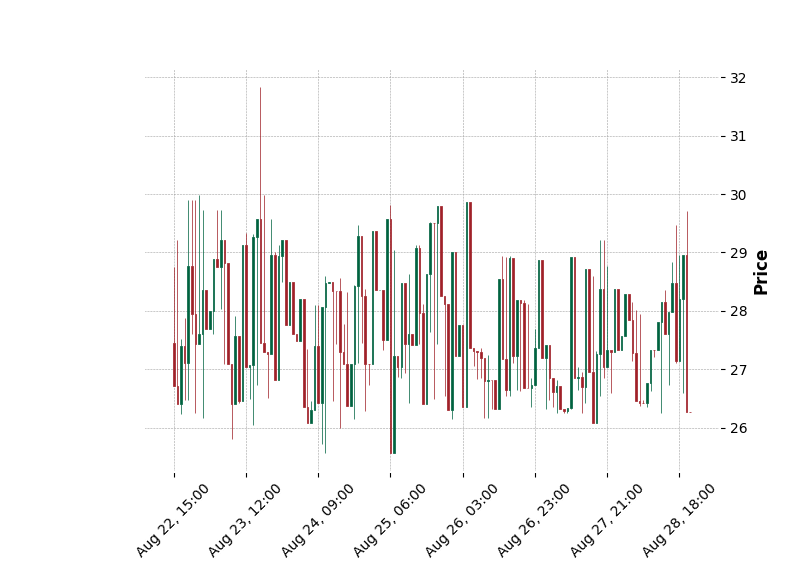 32
31
30
29
28
27
26
Price
Aug 22, 15:00
Aug 23, 12:00
Aug 24, 09:00
Aug 25, 06:00
Aug 26, 03:00
Aug 26, 23:00
Aug 27, 21:00
Aug 28, 18:00